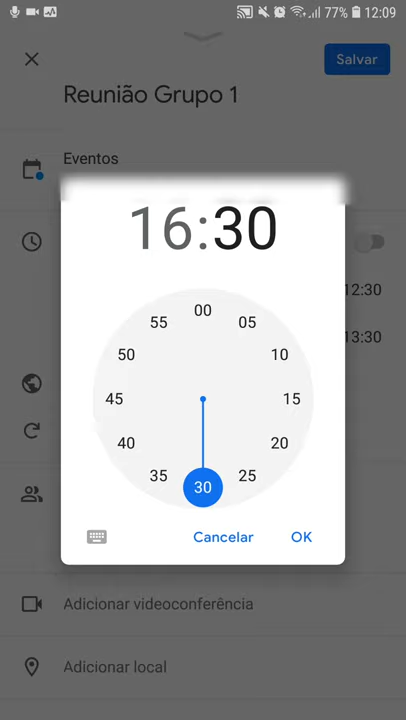 77% 12:09
Salvar
Reunião Grupo 1
Eventos
16:30
12:30
13:30
00
55 05
50 10
45 15
40 20
35 25
30
Cancelar OK
Adicionar videoconferência
Adicionar local